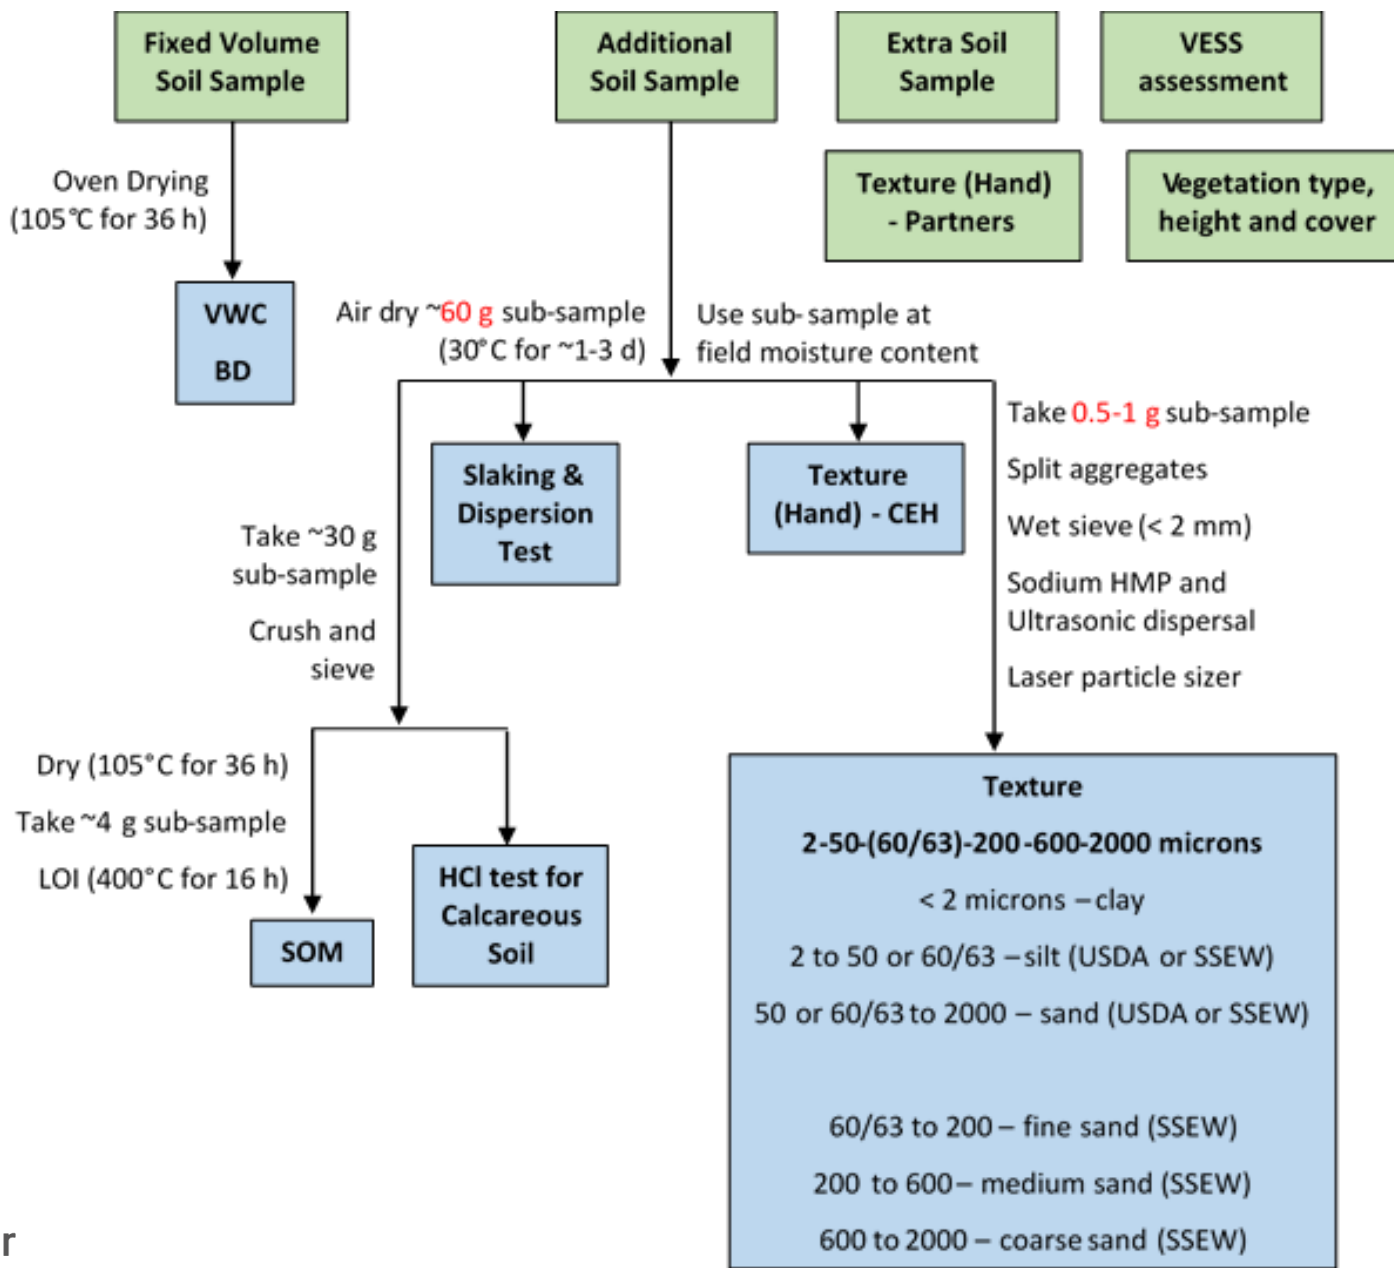 Fixed Volume
Soil Sample
Additional
Soil Sample
Extra Soil
Sample
VESS
assessment
Texture (Hand)
- Partners
Vegetation type,
height and cover
Oven Drying
(105°C for 36 h)
VWC
BD
Air dry ~60 g sub-sample
(30°C for ~1-3 d)
Use sub-sample at
field moisture content
Slaking &
Dispersion
Test
Texture
(Hand) - CEH
Take 0.5-1 g sub-sample
Split aggregates
Wet sieve (< 2 mm)
Sodium HMP and
Ultrasonic dispersal
Laser particle sizer
Take ~30 g
sub-sample
Crush and
sieve
Dry (105°C for 36 h)
Take ~4 g sub-sample
LOI (400°C for 16 h)
SOM
HCl test for
Calcareous
Soil
Texture
2-50-(60/63)-200-600-2000 microns
< 2 microns – clay
2 to 50 or 60/63 – silt (USDA or SSEW)
50 or 60/63 to 2000 – sand (USDA or SSEW)
60/63 to 200 – fine sand (SSEW)
200 to 600 – medium sand (SSEW)
600 to 2000 – coarse sand (SSEW)
r